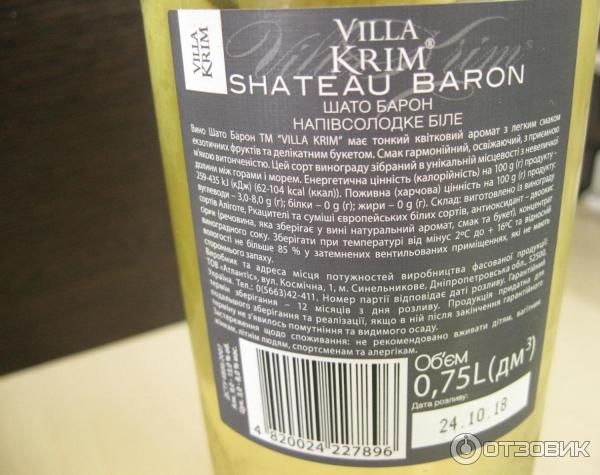 VILLA
KRIM
VILLA
KRIM®
SHATEAU BARON
ШАТО БАРОН
НАПІВСОЛОДКЕ БІЛЕ
Вино Шато Барон ТМ "VILLA KRIM" має тонкий квітковий аромат з легким смаком
екзотичних фруктів та делікатним букетом. Смак гармонійний, освіжаючий, з приємною
м'якою витонченістю. Цей сорт винограду зібраний в унікальній місцевості з невеличкої
долини між горами і морем. Енергетична цінність (калорійність) на 100 g (г) продукту -
259-435 kJ (кДж) (62-104 kcal (ккал)). Поживна (харчова) цінність на 100 g (г) продукту:
вуглеводи – 3,0-8,0 g (г); білки – 0 g (г); жири – 0 g (г). Склад: виготовлено із винограду
сортів Аліготе, Ркацителі та суміші європейських білих сортів, антиоксидант – двоокис
сірки (речовина, яка зберігає у вині натуральний аромат, смак та букет), концентрат
виноградного соку. Зберігати при температурі від мінус 2ºС до + 16ºС та відносній
вологості не більше 85 % у затемнених вентильованих приміщеннях, які не мають
стороннього запаху.
Виробник та адреса місця потужностей виробництва фасованої продукції:
ТОВ «Атлантіс», вул. Космічна, 1, м. Синельникове, Дніпропетровська обл., 52500,
Україна. Тел.: 0(5663)42-411. Номер партії відповідає даті розливу. Гарантійний
термін зберігання – 12 місяців з дня розливу. Продукція придатна для
подальшого зберігання та реалізації, якщо в ній після закінчення гарантійного
терміну не з'явилось помутніння та видимого осаду.
Застереження щодо споживання: не рекомендовано вживати дітям, вагітним
жінкам, літнім людям, спортсменам та алергікам.
Об'єм
0,75L(дм³)
Дата розливу:
24.10.18
4 820024 227896
ОТЗОВИК